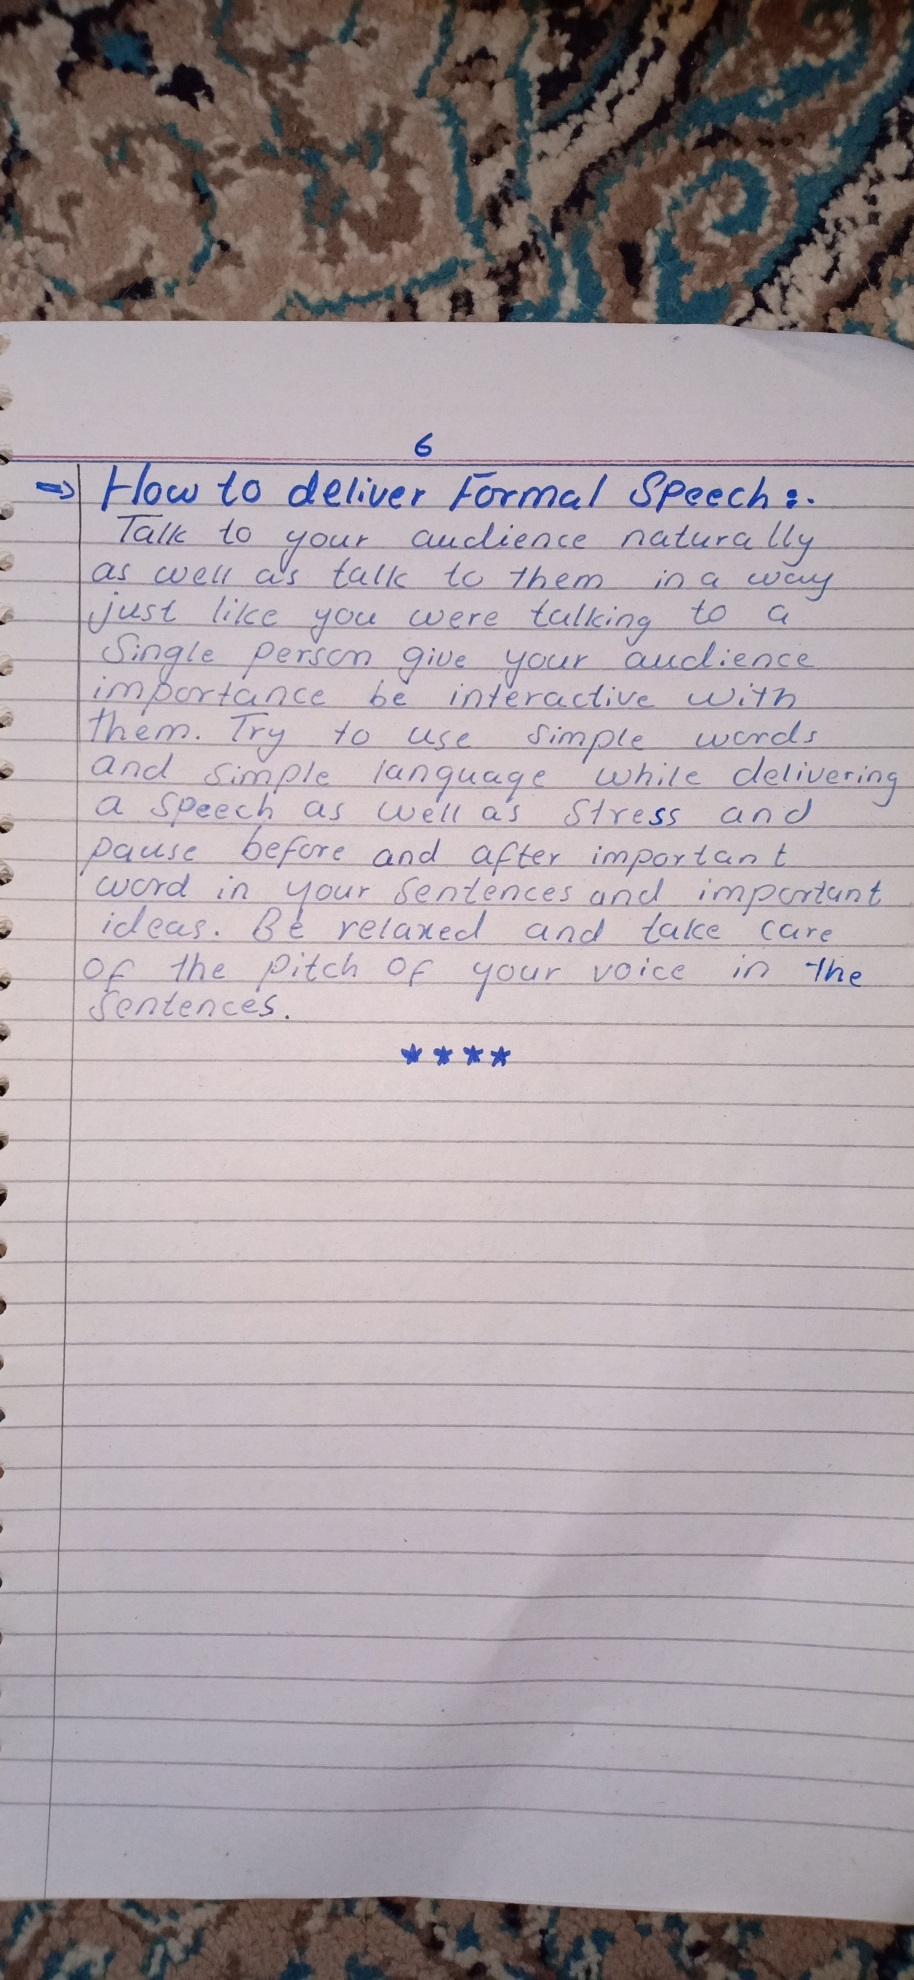 6
⇒ How to deliver Formal Speech:.
Talk to your audience naturally
as well as talk to them in a way
just like you were talking to a
Single person give your audience
importance be interactive with
them. Try to use simple words
and simple language while delivering
a speech as well as stress and
pause before and after important
word in your sentences and important
ideas. Be relaxed and take care
of the pitch of your voice in the
sentences.
****